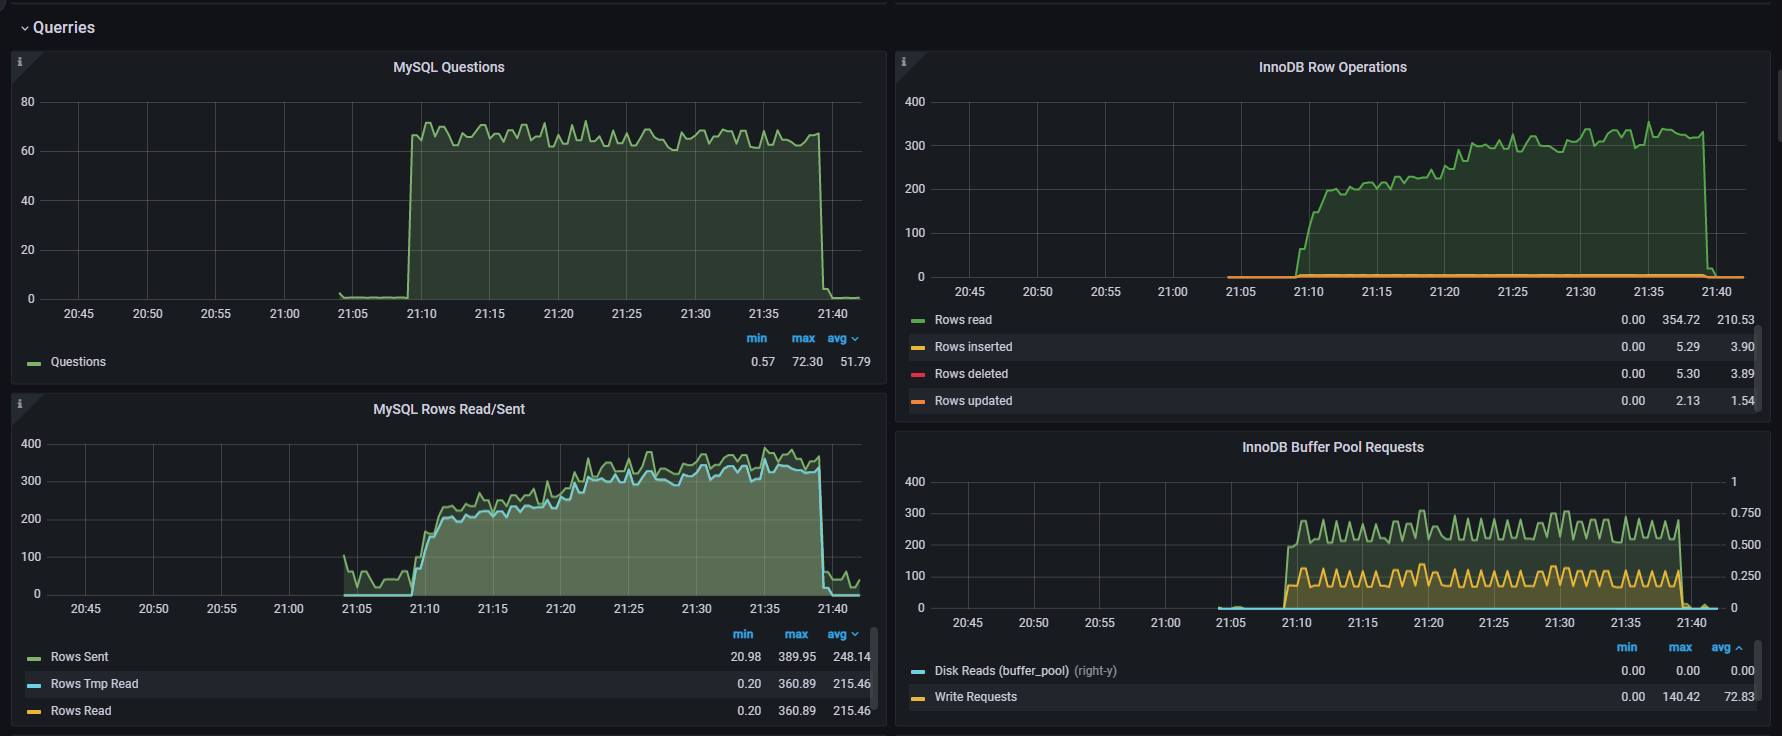 Querries
MySQL Questions
80
60
40
20
0
20:45 20:50 20:55 21:00 21:05 21:10 21:15 21:20 21:25 21:30 21:35 21:40
min max avg
Questions 0.57 72.30 51.79
InnoDB Row Operations
400
300
200
100
0
20:45 20:50 20:55 21:00 21:05 21:10 21:15 21:20 21:25 21:30 21:35 21:40
Rows read 0.00 354.72 210.53
Rows inserted 0.00 5.29 3.90
Rows deleted 0.00 5.30 3.89
Rows updated 0.00 2.13 1.54
MySQL Rows Read/Sent
400
300
200
100
0
20:45 20:50 20:55 21:00 21:05 21:10 21:15 21:20 21:25 21:30 21:35 21:40
min max avg
Rows Sent 20.98 389.95 248.14
Rows Tmp Read 0.20 360.89 215.46
Rows Read 0.20 360.89 215.46
InnoDB Buffer Pool Requests
400 1
300 0.750
200 0.500
100 0.250
0 0
20:45 20:50 20:55 21:00 21:05 21:10 21:15 21:20 21:25 21:30 21:35 21:40
min max avg
Disk Reads (buffer_pool) (right-y) 0.00 0.00 0.00
Write Requests 0.00 140.42 72.83